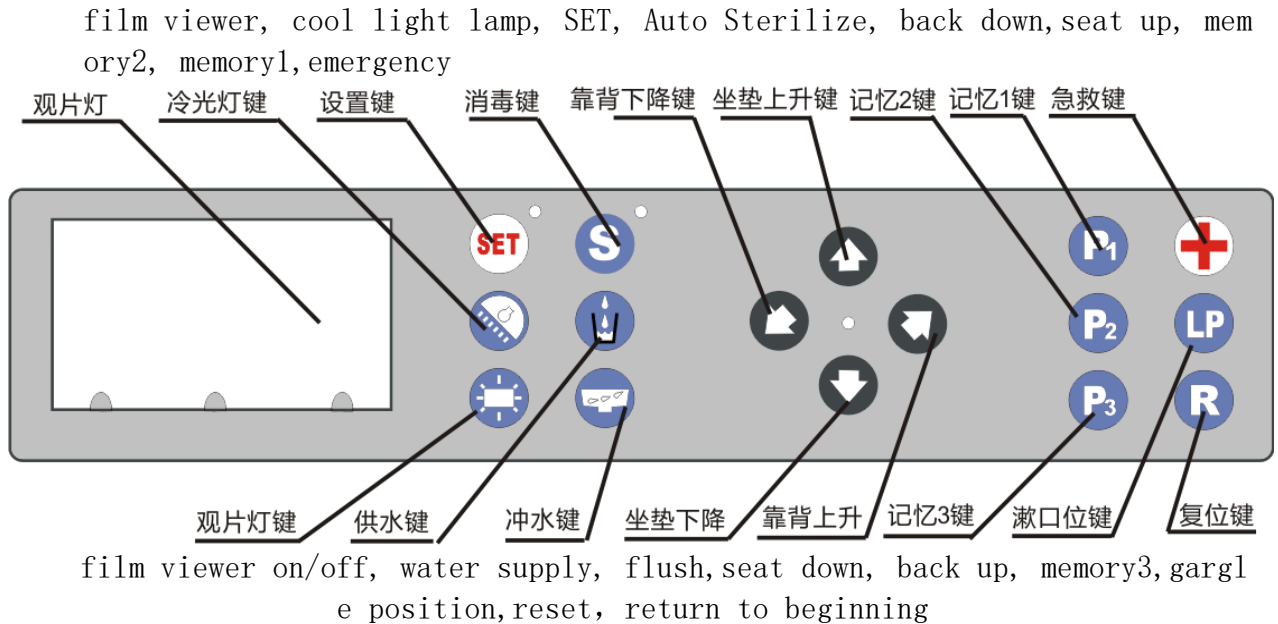 film viewer, cool light lamp, SET, Auto Sterilize, back down,seat up, mem
ory2, memory1,emergency
观片灯 冷光灯键 设置键 消毒键 靠背下降键 坐垫上升键 记忆2键 记忆1键 急救键
SET S P1
P2 LP
P3 R
观片灯键 供水键 冲水键 坐垫下降 靠背上升 记忆3键 漱口位键 复位键
film viewer on/off, water supply, flush,seat down, back up, memory3,gargl
e position,reset, return to beginning